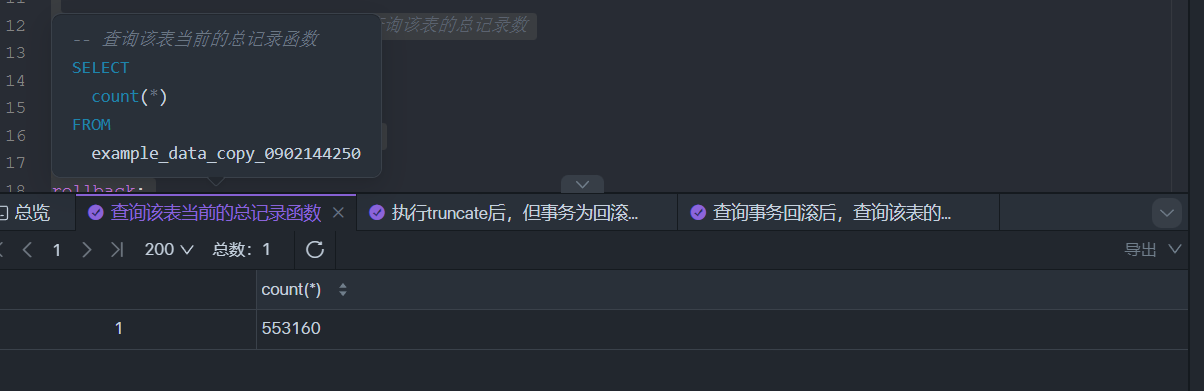 11
12
询该表的总记录数
13
14
15
16
17
18
rollback;
-- 查询该表当前的总记录函数
SELECT
count(*)
FROM
example_data_copy_0902144250
总览
查询该表当前的总记录函数
执行truncate后，但事务为回滚...
查询事务回滚后，查询该表的...
1
200
总数：1
导出
count(*)
1
553160